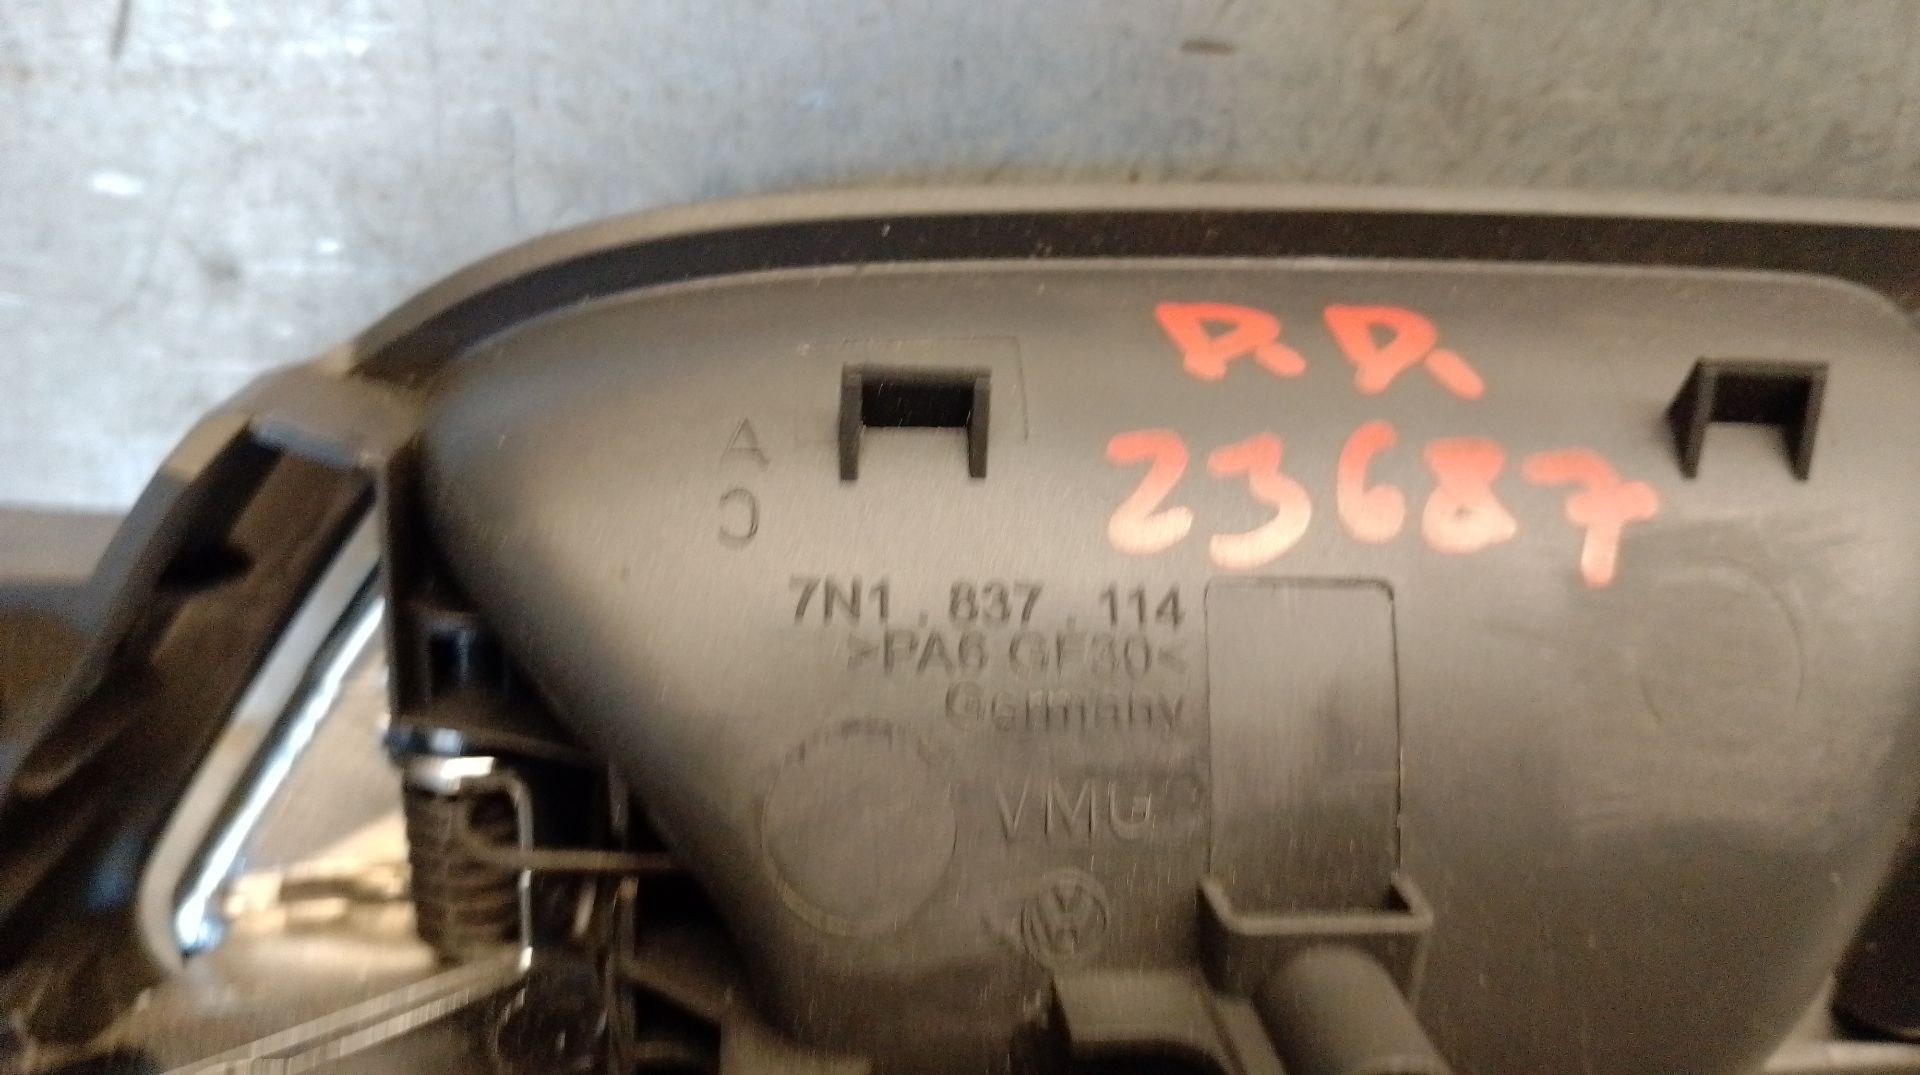 D.D.
23687
A
C
7N1 . 837 . 114
>PA6 GF30<
Germany
VMG